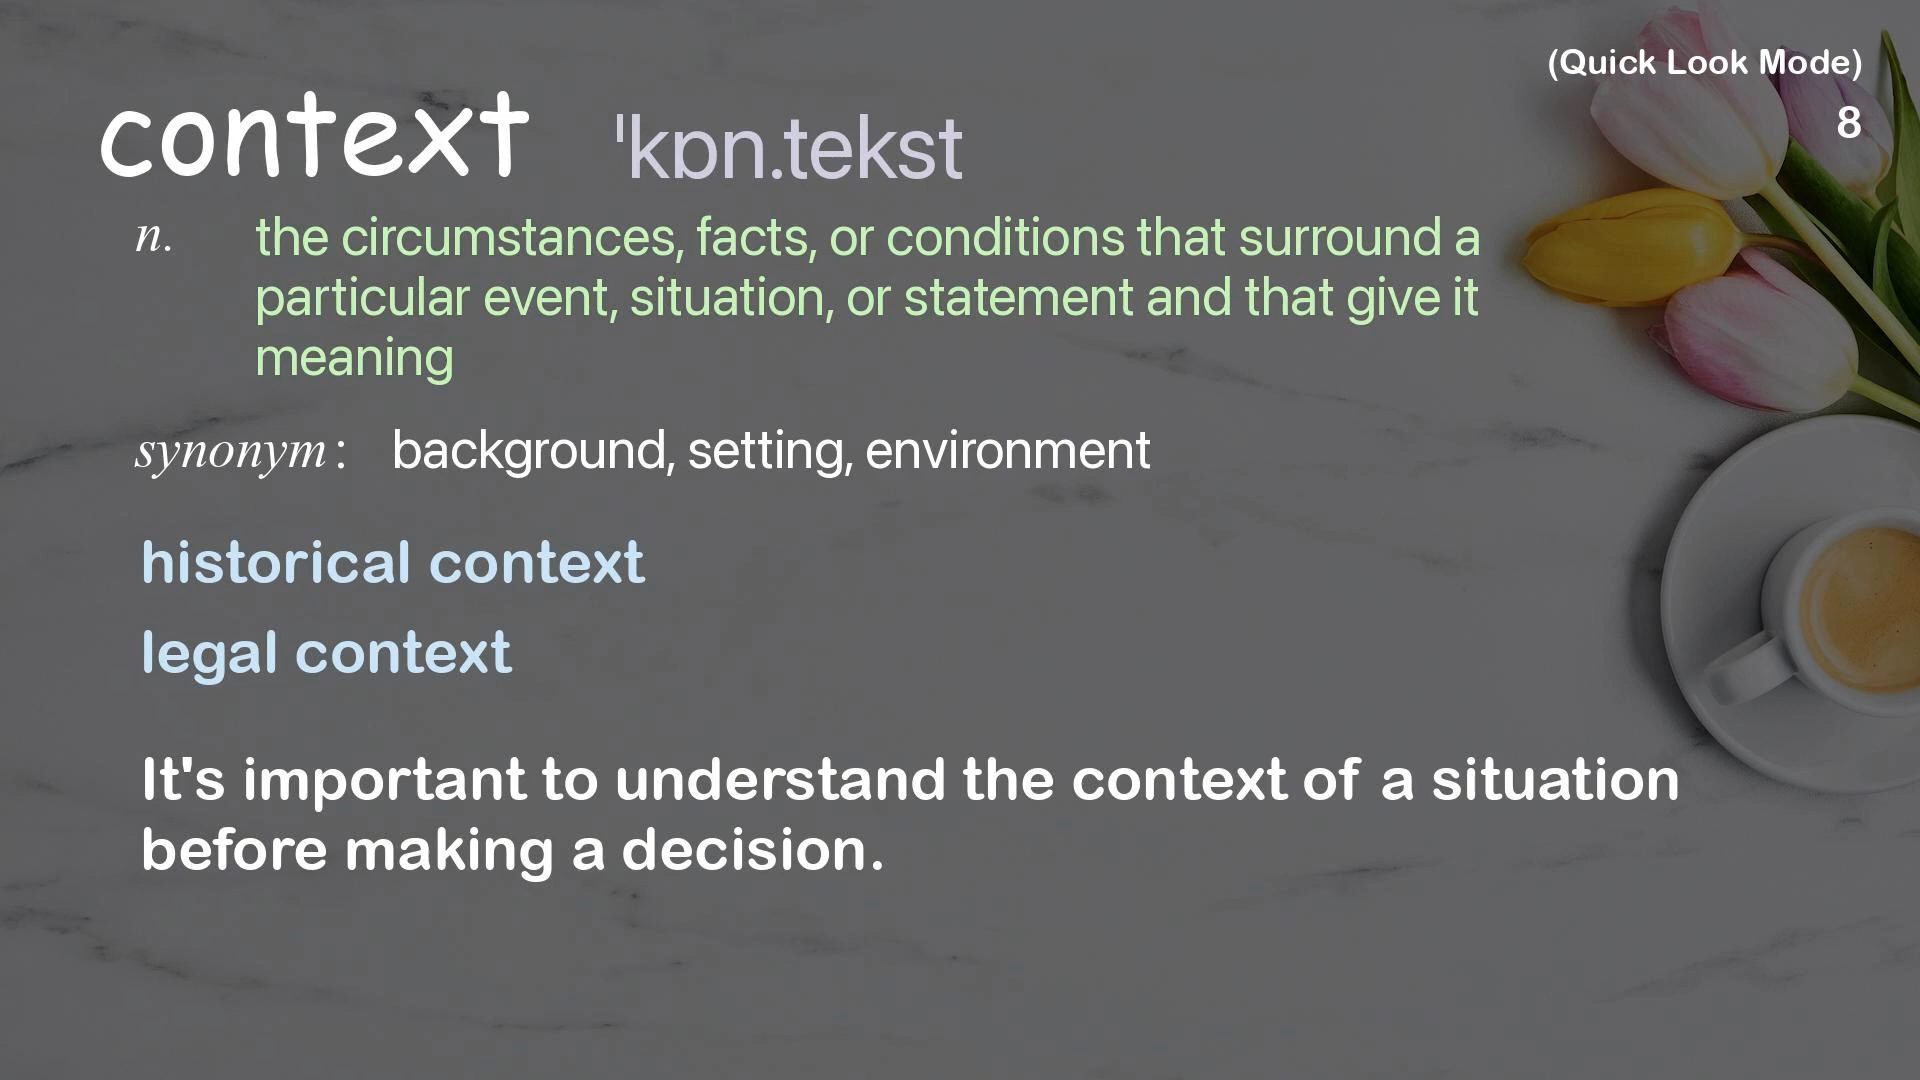 (Quick Look Mode)
8
context ˈkɒn.tekst
n. the circumstances, facts, or conditions that surround a
particular event, situation, or statement and that give it
meaning
synonym: background, setting, environment
historical context
legal context
It's important to understand the context of a situation
before making a decision.